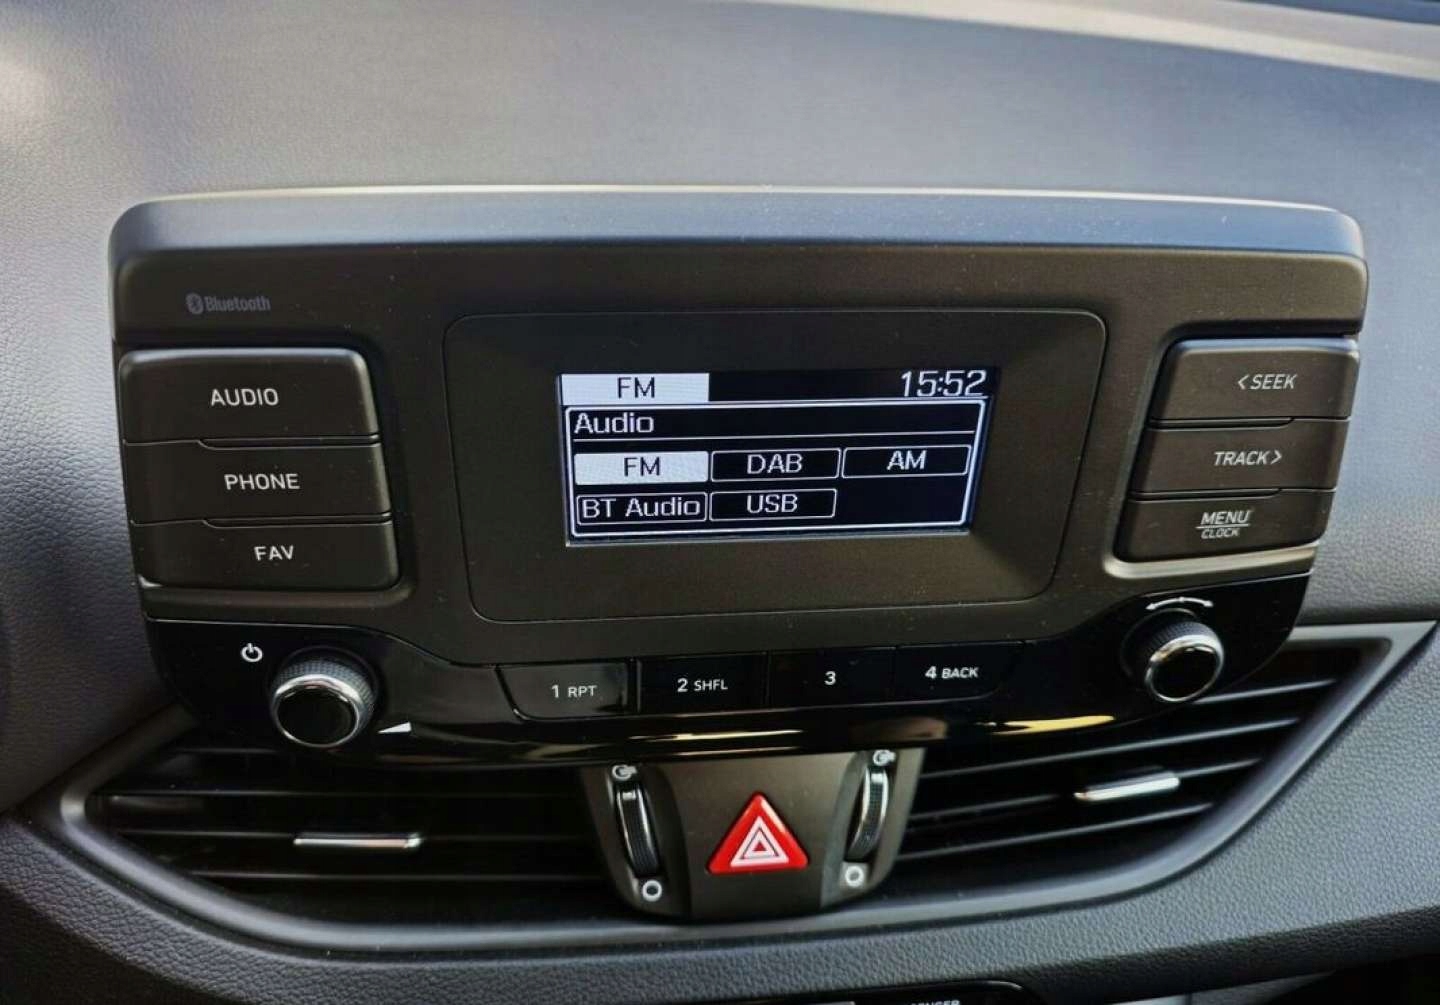 Bluetooth
AUDIO
PHONE
FAV
FM 15:52
Audio
FM DAB AM
BT Audio USB
<SEEK
TRACK>
MENU
CLOCK
1 RPT 2 SHFL 3 4 BACK